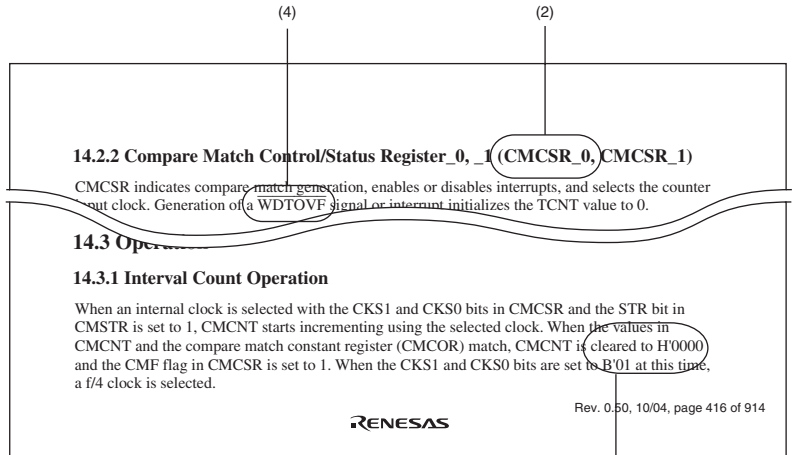 (4) (2)
14.2.2 Compare Match Control/Status Register_0, _1 (CMCSR_0, CMCSR_1)
CMCSR indicates compare match generation, enables or disables interrupts, and selects the counter
input clock. Generation of a WDTOVF signal or interrupt initializes the TCNT value to 0.
14.3 Operation
14.3.1 Interval Count Operation
When an internal clock is selected with the CKS1 and CKS0 bits in CMCSR and the STR bit in
CMSTR is set to 1, CMCNT starts incrementing using the selected clock. When the values in
CMCNT and the compare match constant register (CMCOR) match, CMCNT is cleared to H'0000
and the CMF flag in CMCSR is set to 1. When the CKS1 and CKS0 bits are set to B'01 at this time,
a f/4 clock is selected.
Rev. 0.50, 10/04, page 416 of 914
RENESAS